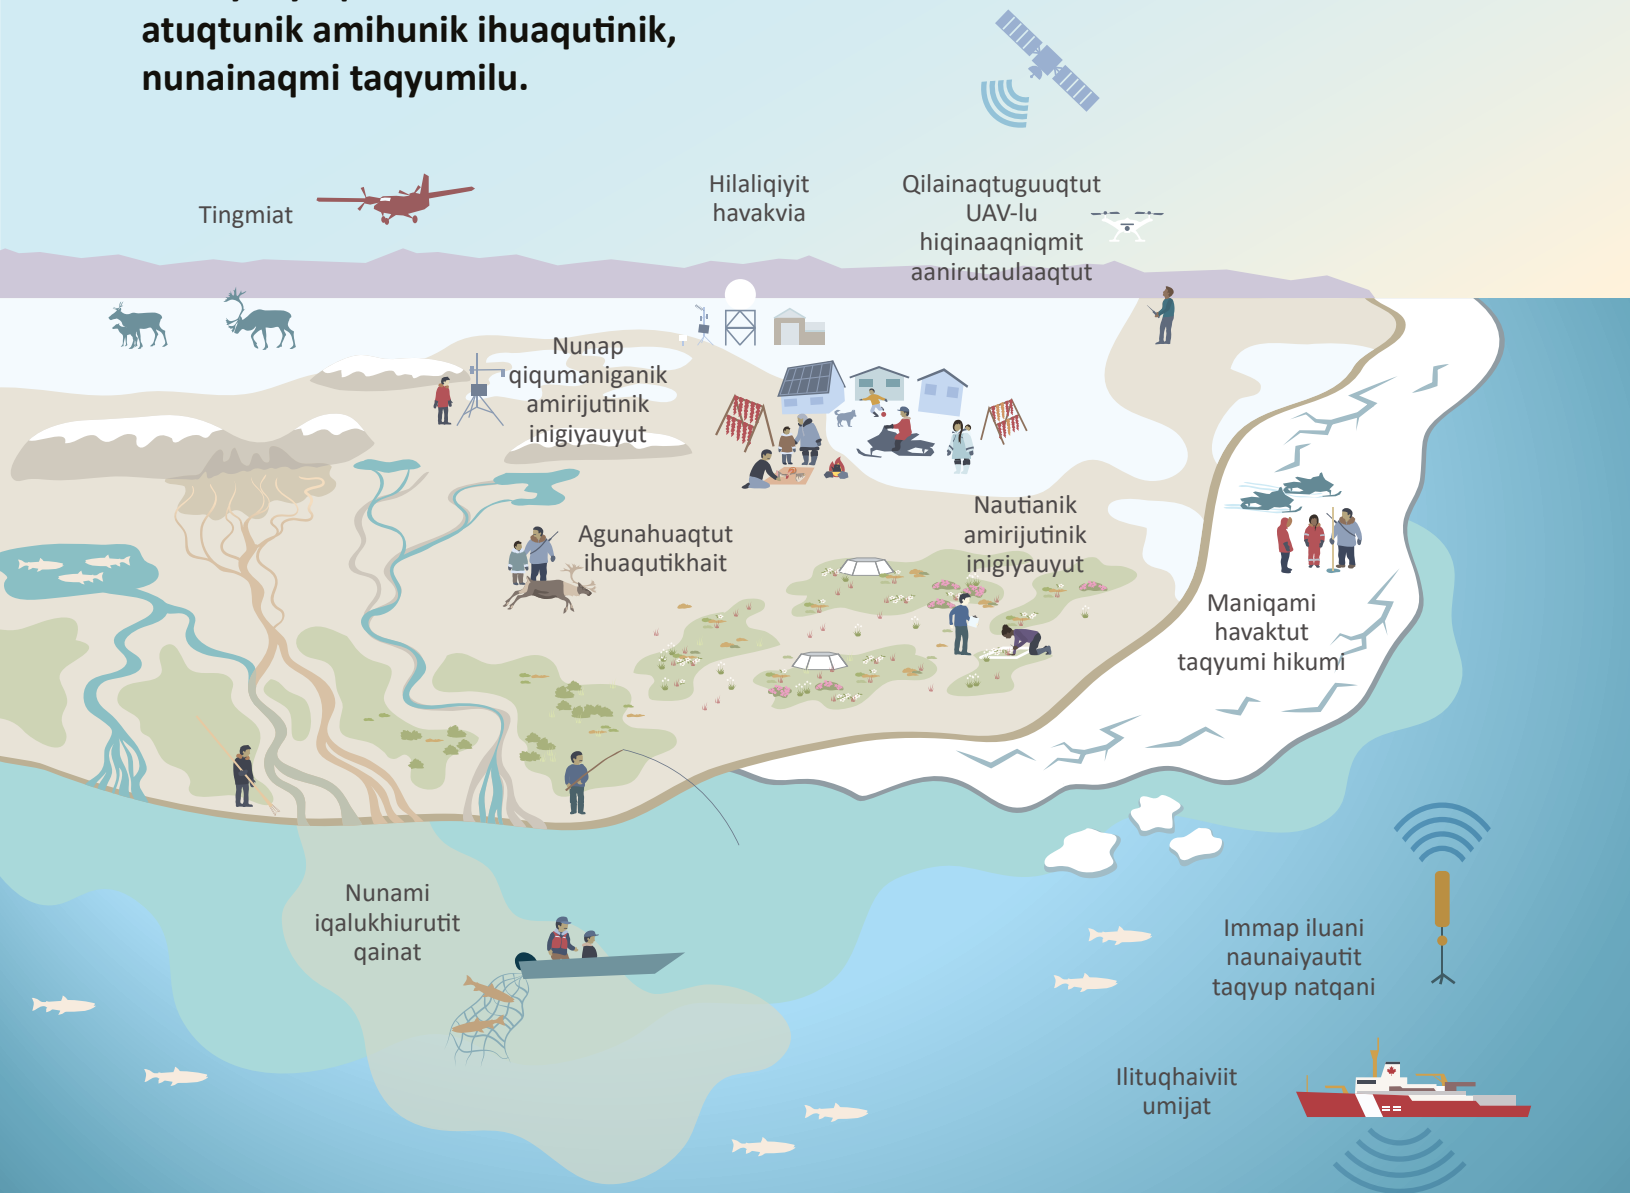 atuqtunik amihunik ihuaqutinik,
nunainaqmi taqyumilu.
Tingmiat
Hilaliqiyit
havakvia
Qilainaqtuguuqtut
UAV-lu
hiqinaaqniqmit
aanirutaulaaqtut
Nunap
qiqumaniganik
amirijutinik
inigiyauyut
Agunahuaqtut
ihuaqutikhait
Nautianik
amirijutinik
inigiyauyut
Maniqami
havaktut
taqyumi hikumi
Nunami
iqalukhiurutit
qainat
Immap iluani
naunaiyautit
taqyup natqani
Ilituqhaiviit
umijat